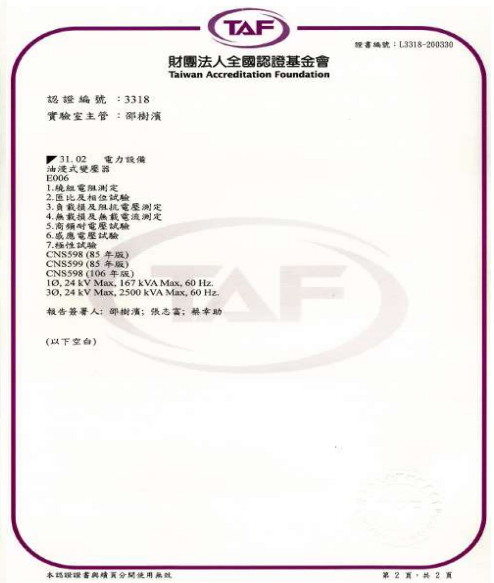 TAF
證書編號：L3318-200330
財團法人全國認證基金會
Taiwan Accreditation Foundation
認證編號：3318
實驗室主管：邵樹濱
31.02 電力設備
油浸式變壓器
E006
1.繞組電阻測定
2.匝比及相位試驗
3.負載損及阻抗電壓測定
4.無載損及無載電流測定
5.商頻耐電壓試驗
6.感應電壓試驗
7.極性試驗
CNS598 (85 年版)
CNS599 (85 年版)
CNS598 (106 年版)
1Ø, 24 kV Max, 167 kVA Max, 60 Hz.
3Ø, 24 kV Max, 2500 kVA Max, 60 Hz.
報告簽署人: 邵樹濱; 張志富; 蔡幸助
(以下空白)
TAF
本認證證書與續頁分開使用無效
第 2 頁，共 2 頁